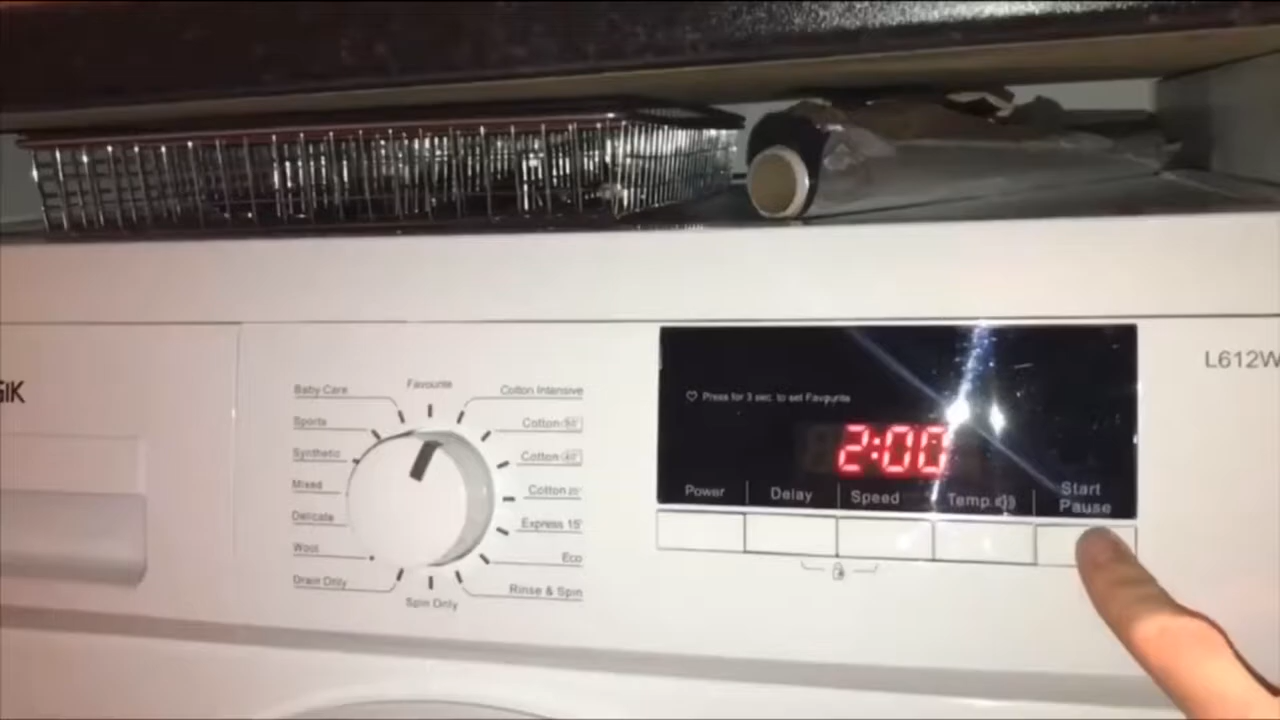 GIK
Baby Care
Sports
Synthetic
Mixed
Delicate
Wool
Drain Only
Favourite
Spin Only
Cotton Intensive
Cotton
Cotton 40°
Cotton 20°
Express 15'
Eco
Rinse & Spin
Press for 3 sec. to set Favourite
2:00
Power
Delay
Speed
Temp.
Start
Pause
L612W